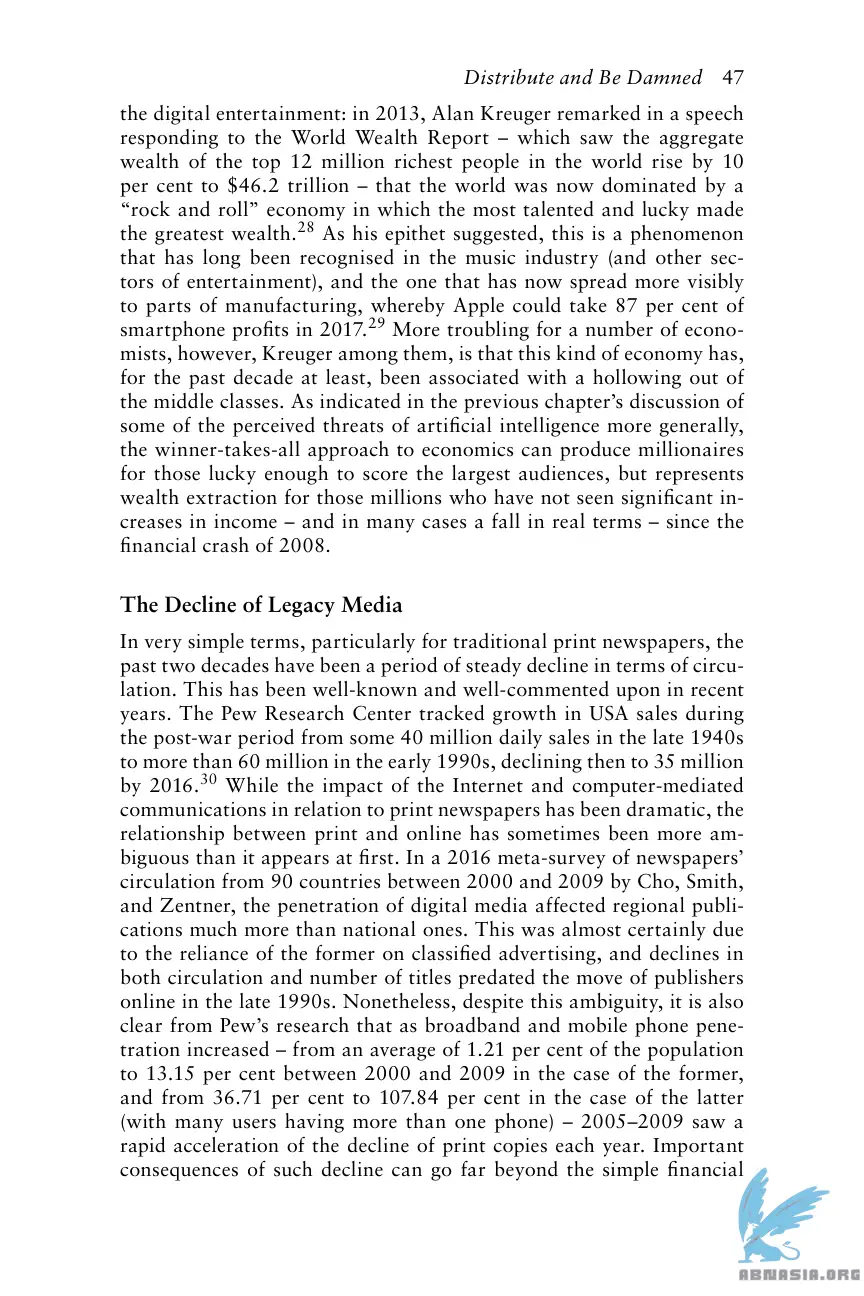 Distribute and Be Damned 47
the digital entertainment: in 2013, Alan Kreuger remarked in a speech
responding to the World Wealth Report – which saw the aggregate
wealth of the top 12 million richest people in the world rise by 10
per cent to $46.2 trillion – that the world was now dominated by a
“rock and roll” economy in which the most talented and lucky made
the greatest wealth.28 As his epithet suggested, this is a phenomenon
that has long been recognised in the music industry (and other sec-
tors of entertainment), and the one that has now spread more visibly
to parts of manufacturing, whereby Apple could take 87 per cent of
smartphone profits in 2017.29 More troubling for a number of econo-
mists, however, Kreuger among them, is that this kind of economy has,
for the past decade at least, been associated with a hollowing out of
the middle classes. As indicated in the previous chapter’s discussion of
some of the perceived threats of artificial intelligence more generally,
the winner-takes-all approach to economics can produce millionaires
for those lucky enough to score the largest audiences, but represents
wealth extraction for those millions who have not seen significant in-
creases in income – and in many cases a fall in real terms – since the
financial crash of 2008.
The Decline of Legacy Media
In very simple terms, particularly for traditional print newspapers, the
past two decades have been a period of steady decline in terms of circu-
lation. This has been well-known and well-commented upon in recent
years. The Pew Research Center tracked growth in USA sales during
the post-war period from some 40 million daily sales in the late 1940s
to more than 60 million in the early 1990s, declining then to 35 million
by 2016.30 While the impact of the Internet and computer-mediated
communications in relation to print newspapers has been dramatic, the
relationship between print and online has sometimes been more am-
biguous than it appears at first. In a 2016 meta-survey of newspapers’
circulation from 90 countries between 2000 and 2009 by Cho, Smith,
and Zentner, the penetration of digital media affected regional publi-
cations much more than national ones. This was almost certainly due
to the reliance of the former on classified advertising, and declines in
both circulation and number of titles predated the move of publishers
online in the late 1990s. Nonetheless, despite this ambiguity, it is also
clear from Pew’s research that as broadband and mobile phone pene-
tration increased – from an average of 1.21 per cent of the population
to 13.15 per cent between 2000 and 2009 in the case of the former,
and from 36.71 per cent to 107.84 per cent in the case of the latter
(with many users having more than one phone) – 2005–2009 saw a
rapid acceleration of the decline of print copies each year. Important
consequences of such decline can go far beyond the simple financial
ABNASIA.ORG